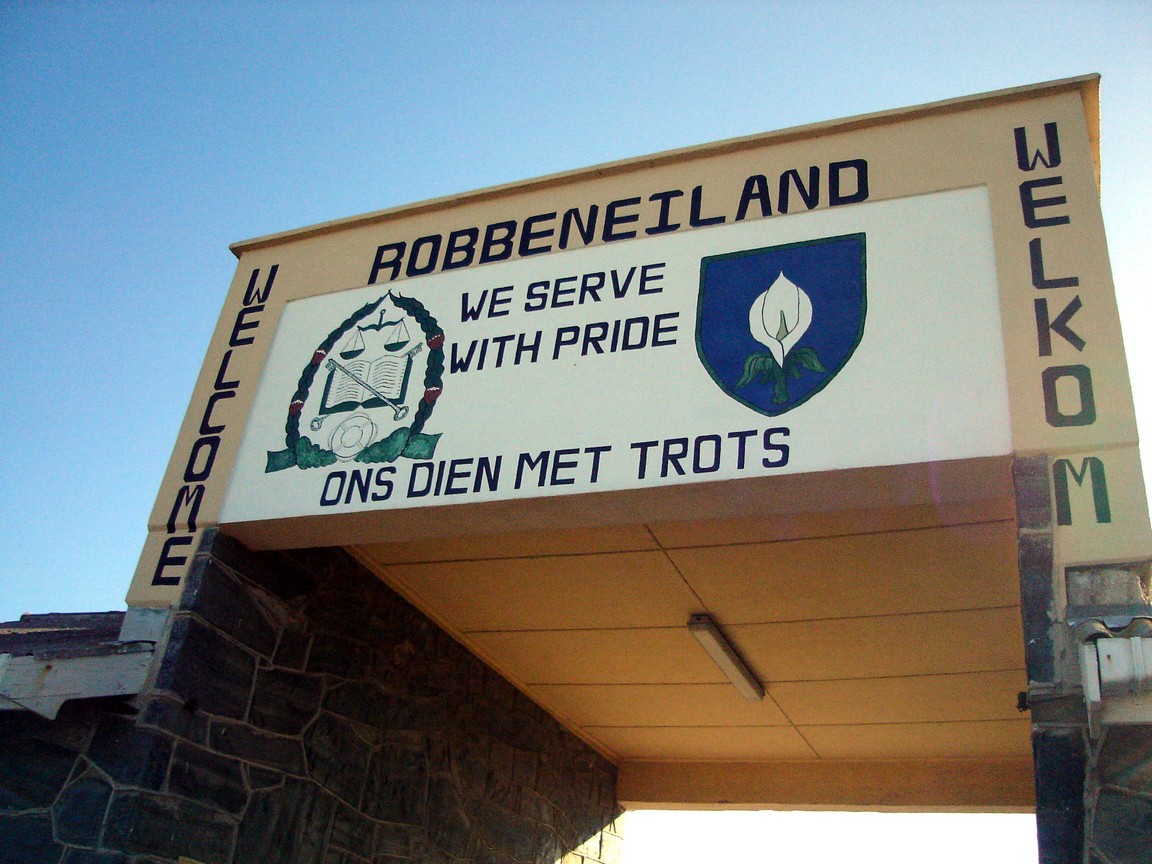 ROBBENEILAND
WELCOME
WE SERVE
WITH PRIDE
ONS DIEN MET TROTS
WELKOM